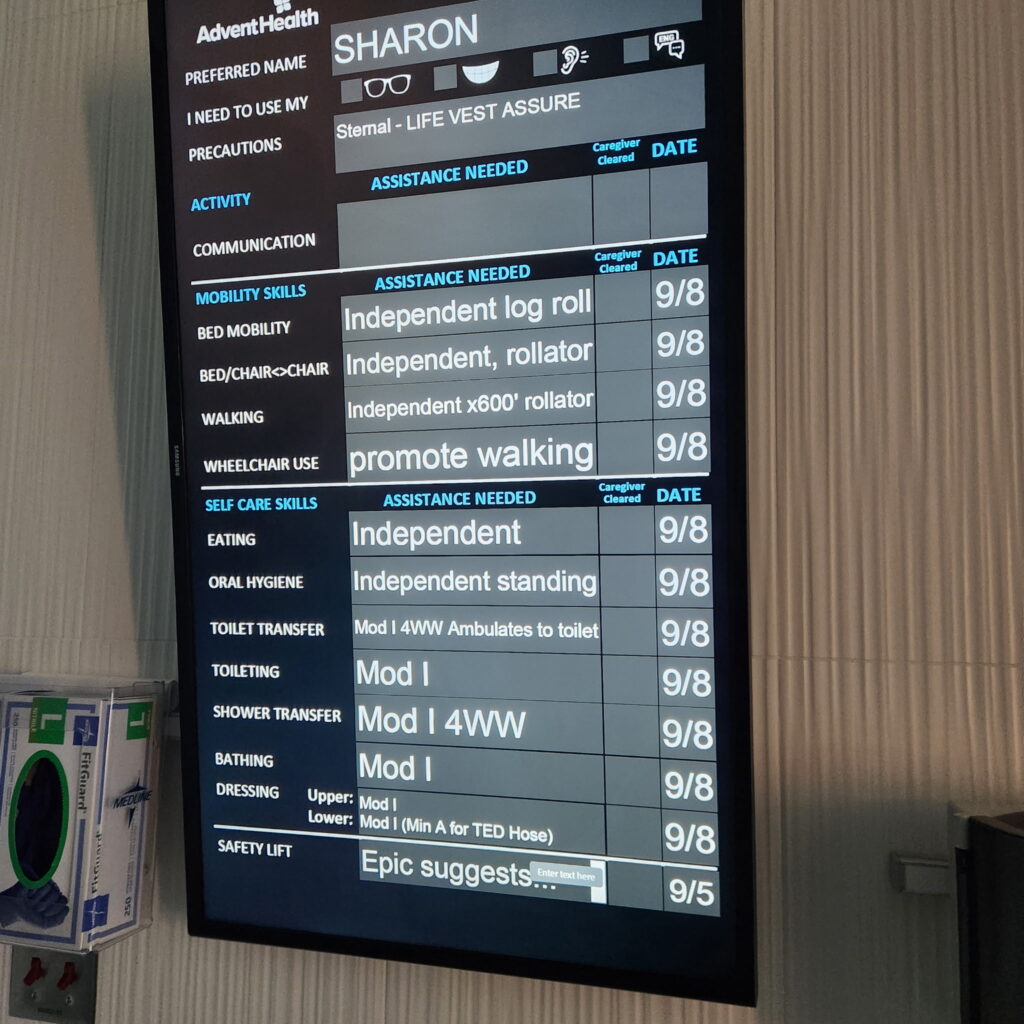 AdventHealth
PREFERRED NAME SHARON
I NEED TO USE MY ENG
PRECAUTIONS Sternal - LIFE VEST ASSURE
ACTIVITY ASSISTANCE NEEDED Caregiver Cleared DATE
COMMUNICATION
MOBILITY SKILLS ASSISTANCE NEEDED Caregiver Cleared DATE
BED MOBILITY Independent log roll 9/8
BED/CHAIR<>CHAIR Independent, rollator 9/8
WALKING Independent x600' rollator 9/8
WHEELCHAIR USE promote walking 9/8
SELF CARE SKILLS ASSISTANCE NEEDED Caregiver Cleared DATE
EATING Independent 9/8
ORAL HYGIENE Independent standing 9/8
TOILET TRANSFER Mod I 4WW Ambulates to toilet 9/8
TOILETING Mod I 9/8
SHOWER TRANSFER Mod I 4WW 9/8
BATHING Mod I 9/8
DRESSING Upper: Mod I
Lower: Mod I (Min A for TED Hose) 9/8
SAFETY LIFT Epic suggests... Enter text here 9/5
SAMSUNG
NITRILE
L
250
FitGuard
L
MEDLINE
FitGuard
250